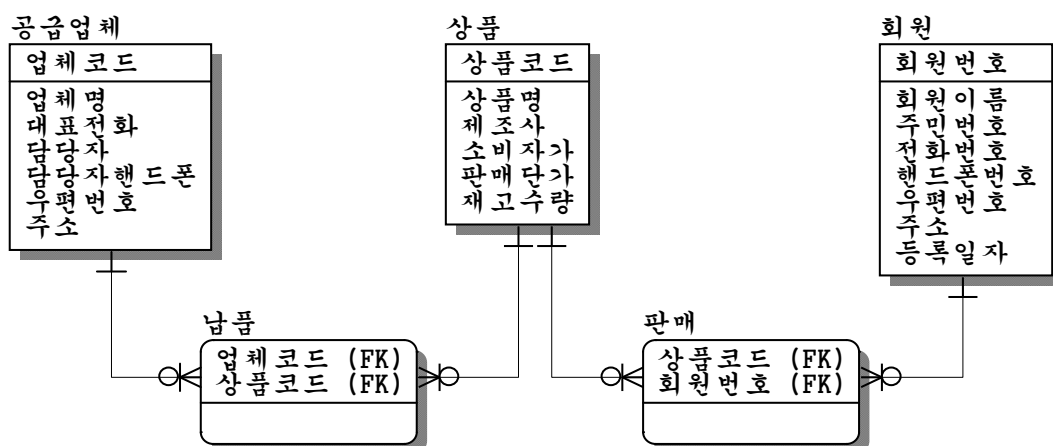 공급업체
업체코드
업체명
대표전화
담당자
담당자핸드폰
우편번호
주소
상품
상품코드
상품명
제조사
소비자가
판매단가
재고수량
회원
회원번호
회원이름
주민번호
전화번호
핸드폰번호
우편번호
주소
등록일자
납품
업체코드 (FK)
상품코드 (FK)
판매
상품코드 (FK)
회원번호 (FK)